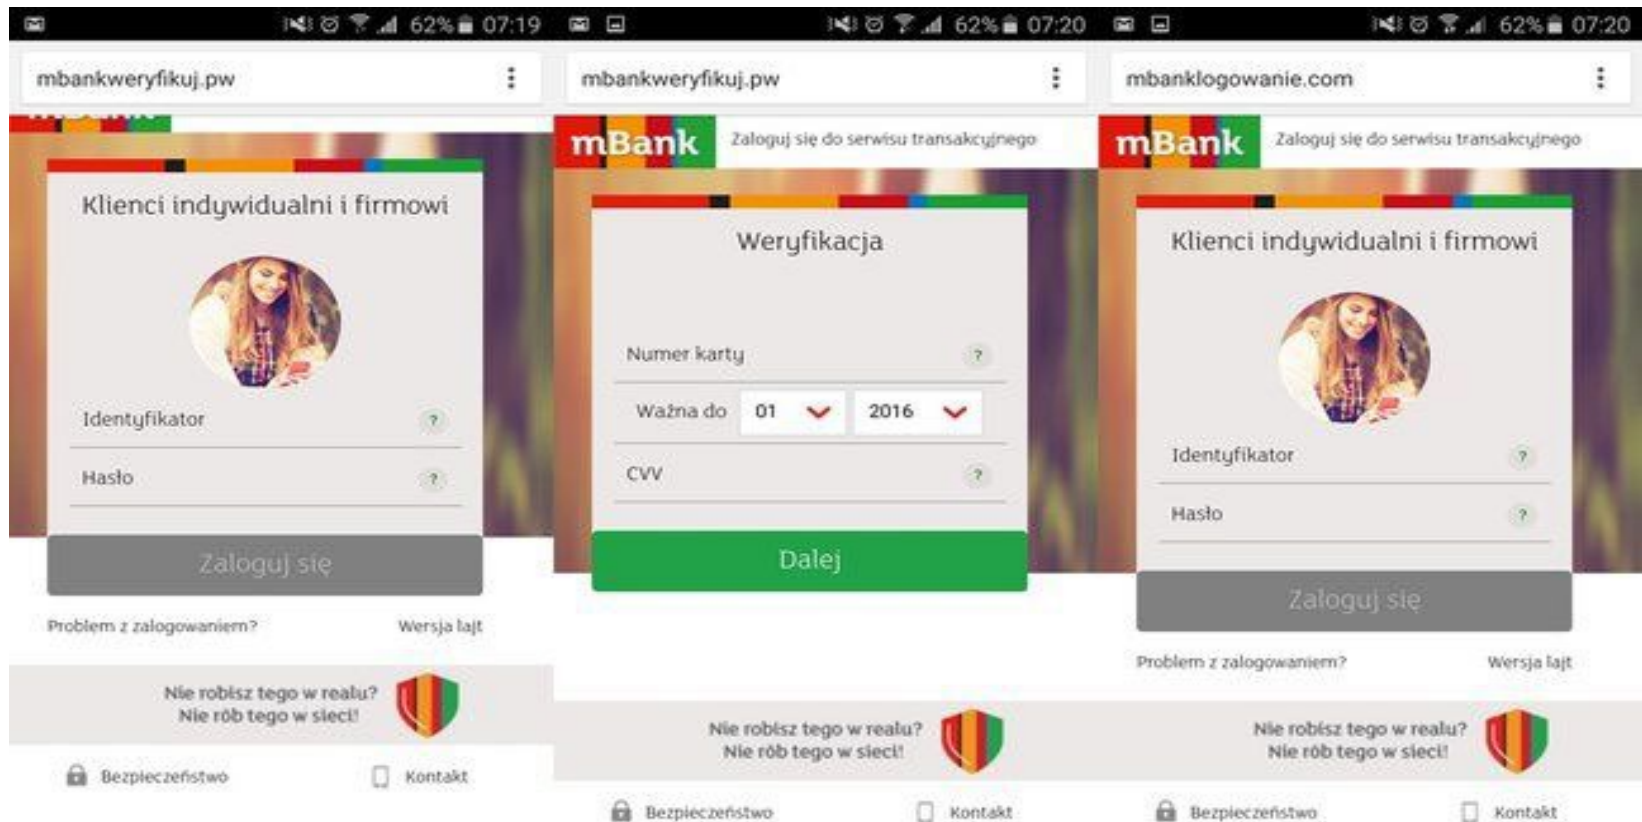 62% 07:19
mbankweryfikuj.pw
Klienci indywidualni i firmowi
Identyfikator ?
Hasło ?
Zaloguj się
Problem z zalogowaniem? Wersja lajt
Nie robisz tego w realu?
Nie rób tego w sieci!
Bezpieczeństwo Kontakt
62% 07:20
mbankweryfikuj.pw
mBank Zaloguj się do serwisu transakcyjnego
Weryfikacja
Numer karty ?
Ważna do 01 2016
CVV ?
Dalej
Nie robisz tego w realu?
Nie rób tego w sieci!
Bezpieczeństwo Kontakt
62% 07:20
mbanklogowanie.com
mBank Zaloguj się do serwisu transakcyjnego
Klienci indywidualni i firmowi
Identyfikator ?
Hasło ?
Zaloguj się
Problem z zalogowaniem? Wersja lajt
Nie robisz tego w realu?
Nie rób tego w sieci!
Bezpieczeństwo Kontakt